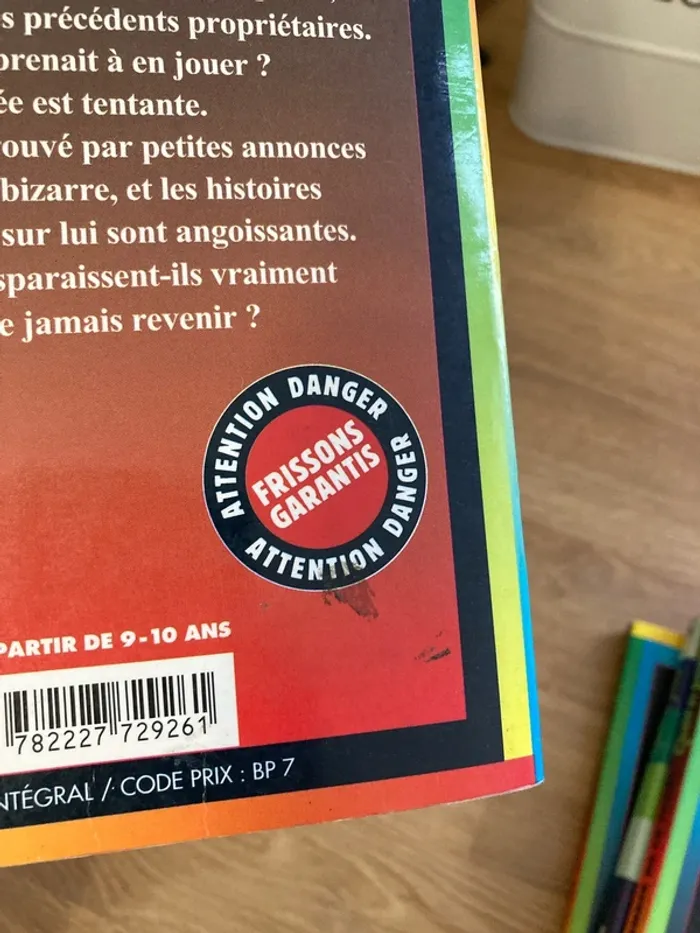 s précédents propriétaires.
prenait à en jouer ?
ée est tentante.
rouvé par petites annonces
bizarre, et les histoires
sur lui sont angoissantes.
sparaissent-ils vraiment
e jamais revenir ?
ATTENTION DANGER
FRISSONS
GARANTIS
ATTENTION DANGER
PARTIR DE 9-10 ANS
782227 729261
NTÉGRAL / CODE PRIX : BP 7